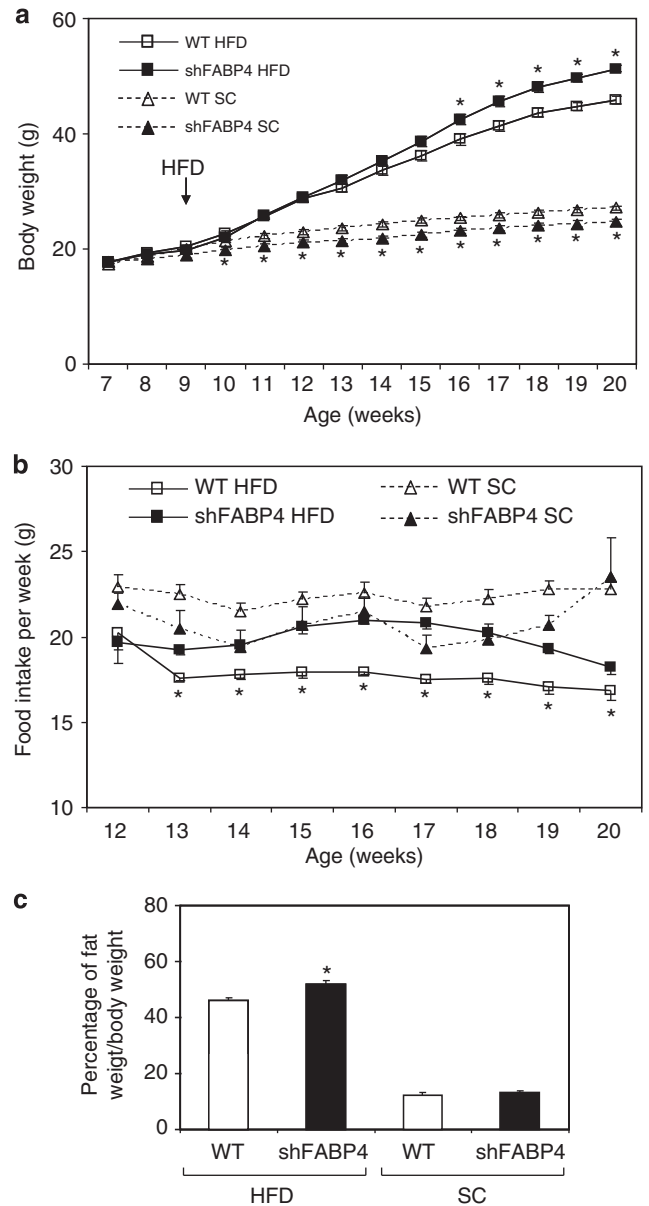 a
60
40
20
0
Body weight (g)
WT HFD
shFABP4 HFD
WT SC
shFABP4 SC
HFD
* * * * *
* * * * * * * * * * *
7 8 9 10 11 12 13 14 15 16 17 18 19 20
Age (weeks)
b
30
25
20
15
10
Food intake per week (g)
WT HFD WT SC
shFABP4 HFD shFABP4 SC
* * * * * * * *
12 13 14 15 16 17 18 19 20
Age (weeks)
c
80
60
40
20
0
Percentage of fat
weigt/body weight
*
WT shFABP4 WT shFABP4
HFD SC